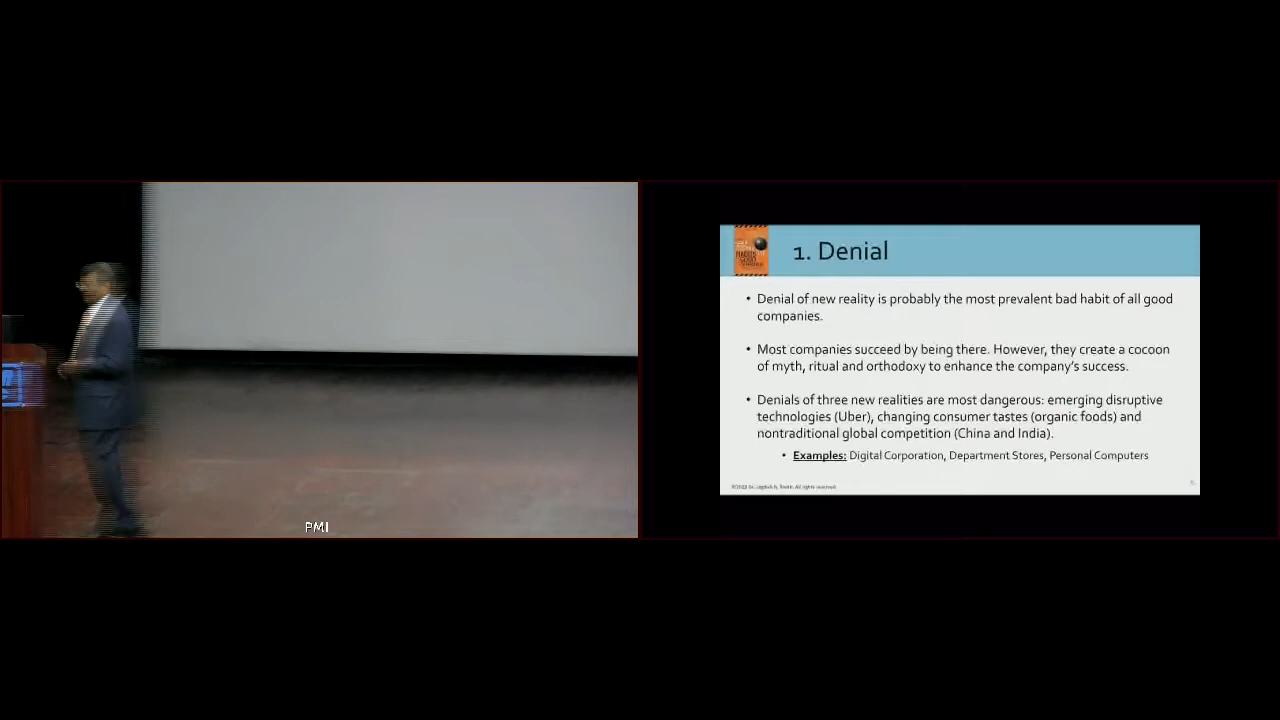 1. Denial
• Denial of new reality is probably the most prevalent bad habit of all good
companies.
• Most companies succeed by being there. However, they create a cocoon
of myth, ritual and orthodoxy to enhance the company's success.
• Denials of three new realities are most dangerous: emerging disruptive
technologies (Uber), changing consumer tastes (organic foods) and
nontraditional global competition (China and India).
• Examples: Digital Corporation, Department Stores, Personal Computers
All rights reserved.
PMI